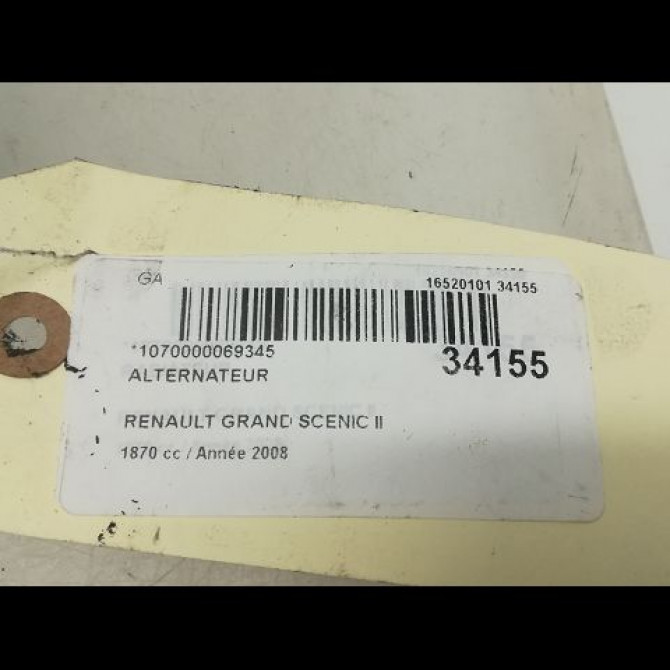 GA
16520101 34155
*1070000069345
34155
ALTERNATEUR
RENAULT GRAND SCENIC II
1870 cc / Année 2008